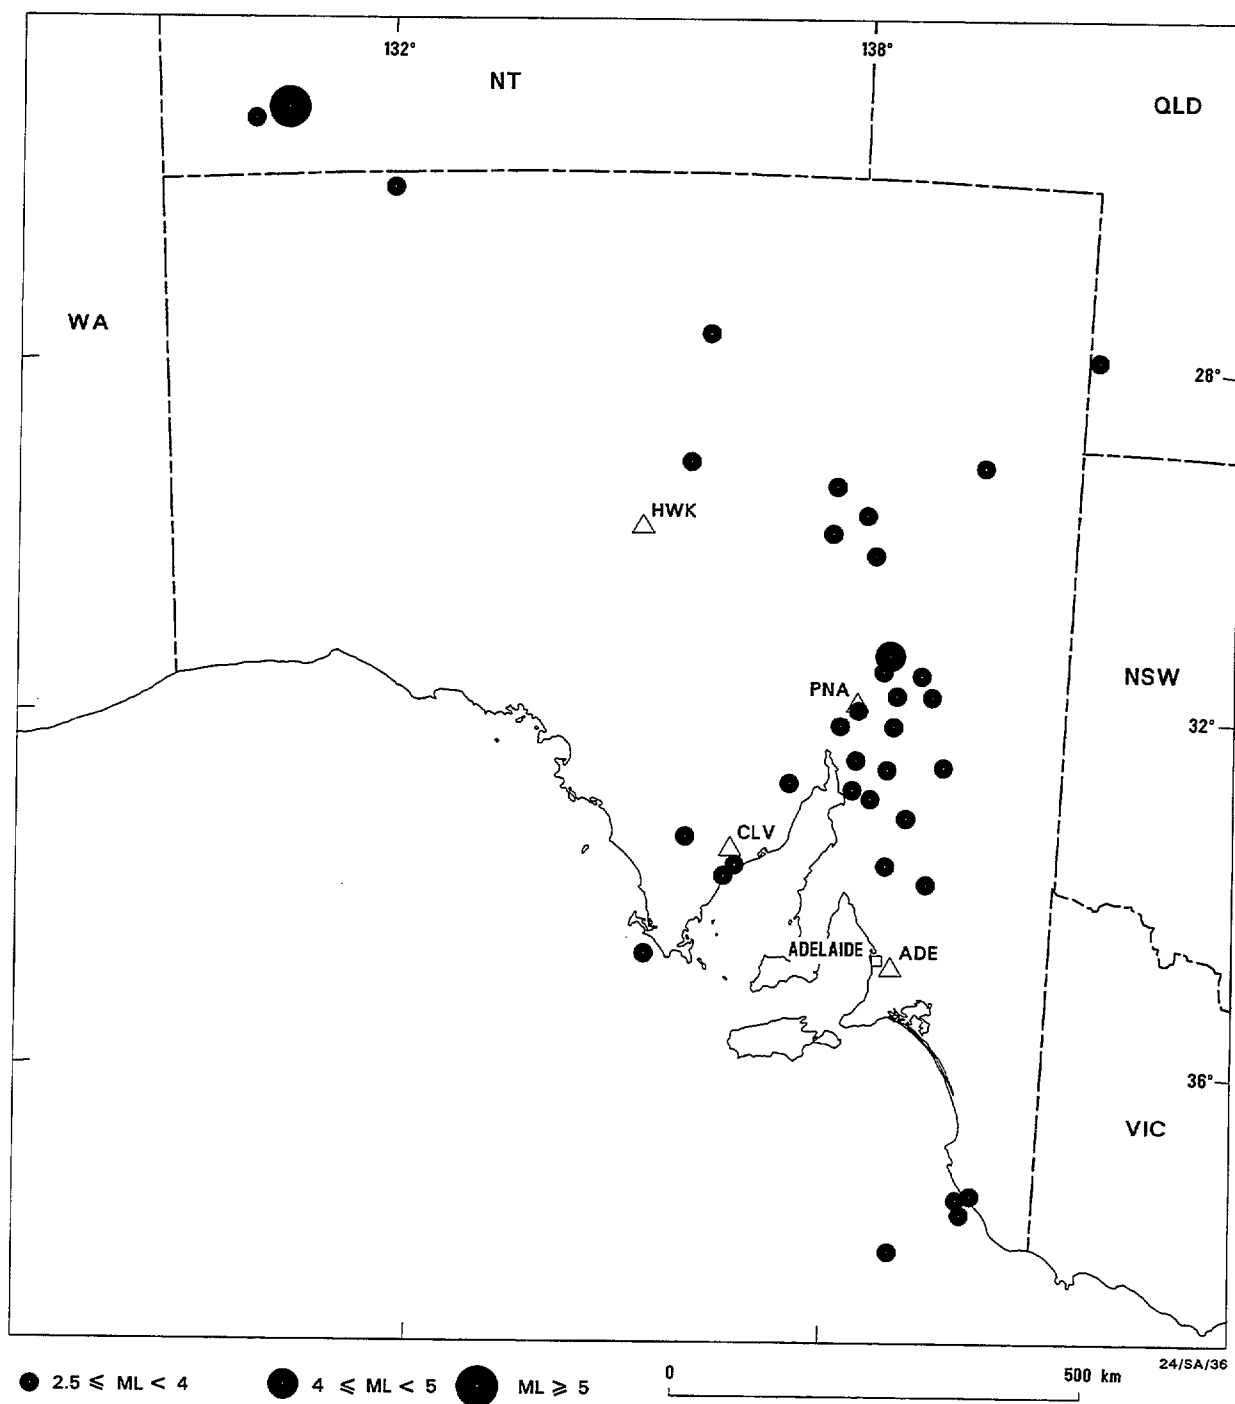 132° 138°
NT
QLD
WA
28°
HWK
NSW
PNA
32°
CLV
ADELAIDE ADE
36°
VIC
24/SA/36
2.5 ⩽ ML < 4 4 ⩽ ML < 5 ML ⩾ 5 0 500 km